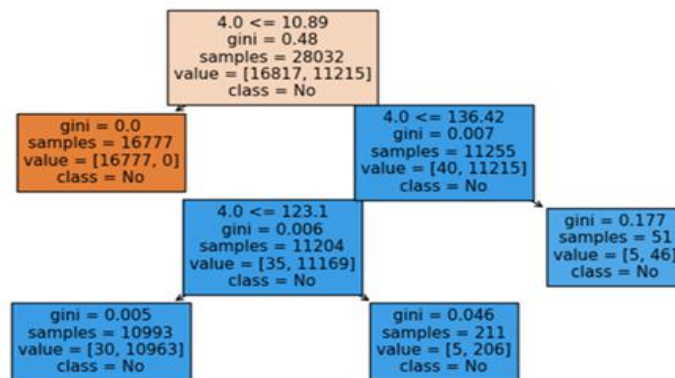 4.0 <= 10.89
gini = 0.48
samples = 28032
value = [16817, 11215]
class = No
gini = 0.0
samples = 16777
value = [16777, 0]
class = No
4.0 <= 136.42
gini = 0.007
samples = 11255
value = [40, 11215]
class = No
4.0 <= 123.1
gini = 0.006
samples = 11204
value = [35, 11169]
class = No
gini = 0.177
samples = 51
value = [5, 46]
class = No
gini = 0.005
samples = 10993
value = [30, 10963]
class = No
gini = 0.046
samples = 211
value = [5, 206]
class = No